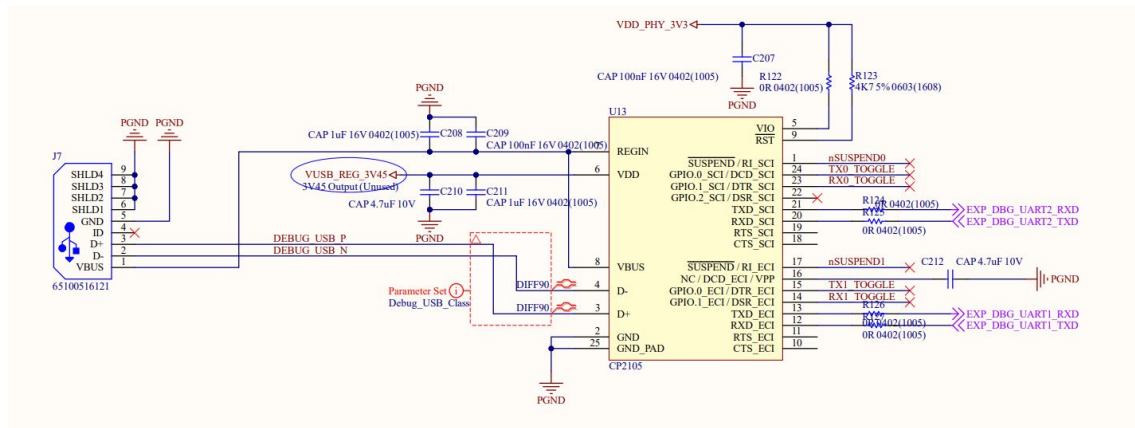 VDD_PHY_3V3
C207
CAP 100nF 16V 0402(1005)
PGND
R122
0R 0402(1005)
R123
4K7 5% 0603(1608)
PGND
CAP 1uF 16V 0402(1005)
C208
C209
CAP 100nF 16V 0402(1005)
PGND PGND
J7
SHLD4 9
SHLD3 8
SHLD2 7
SHLD1 6
GND 5
ID 4
D+ 3
D- 2
VBUS 1
65100516121
VUSB_REG_3V45
3V45 Output (Unused)
C210
C211
CAP 4.7uF 10V
CAP 1uF 16V 0402(1005)
PGND
DEBUG_USB_P
DEBUG_USB_N
Parameter Set
Debug_USB_Class
DIFF90
DIFF90
U13
7 REGIN
6 VDD
8 VBUS
4 D-
3 D+
2 GND
25 GND_PAD
CP2105
PGND
VIO 5
RST 9
SUSPEND / RI_SCI 1 nSUSPEND0
GPIO.0_SCI / DCD_SCI 24 TX0_TOGGLE
GPIO.1_SCI / DTR_SCI 23 RX0_TOGGLE
GPIO.2_SCI / DSR_SCI 22
TXD_SCI 21 R124 0R 0402(1005) EXP_DBG_UART2_RXD
RXD_SCI 20 R125 EXP_DBG_UART2_TXD
0R 0402(1005)
RTS_SCI 19
CTS_SCI 18
SUSPEND / RI_ECI 17 nSUSPEND1
NC / DCD_ECI / VPP 16 C212 CAP 4.7uF 10V PGND
GPIO.0_ECI / DTR_ECI 15 TX1_TOGGLE
GPIO.1_ECI / DSR_ECI 14 RX1_TOGGLE
TXD_ECI 13 R126 EXP_DBG_UART1_RXD
RXD_ECI 12 EXP_DBG_UART1_TXD
0R 0402(1005)
RTS_ECI 11
CTS_ECI 10